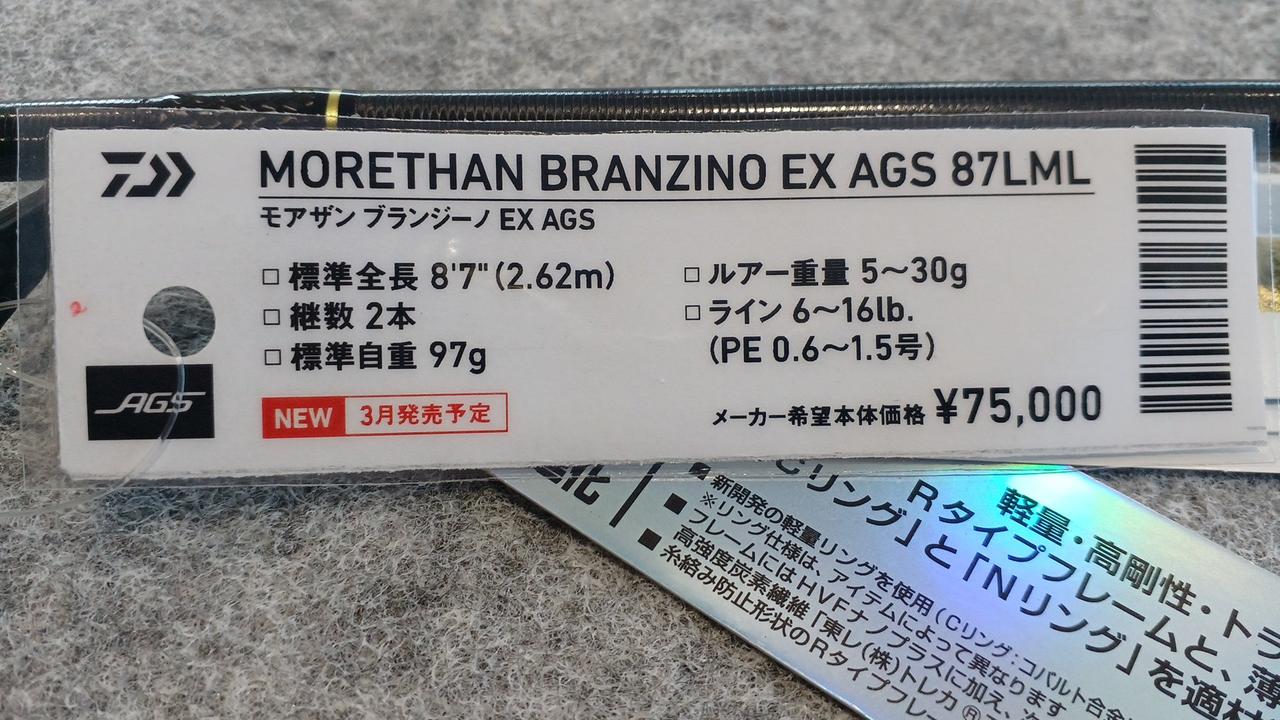 MORETHAN BRANZINO EX AGS 87LML
モアザン ブランジーノ EX AGS
□ 標準全長 8'7"(2.62m)
□ 継数 2本
□ 標準自重 97g
□ ルアー重量 5〜30g
□ ライン 6〜16lb.
(PE 0.6〜1.5号)
AGS
NEW 3月発売予定
メーカー希望本体価格 ¥75,000
軽量・高剛性・トラ
Rタイプフレームと、薄
Cリング」と「Nリング」を適材
■ 新開発の軽量リングを使用(Cリング:コバルト合金
※リング仕様は、アイテムによって異なります
■ フレームにはHVFナノプラスに加え、
高強度炭素繊維「東レ(株)トレカ®
■ 糸絡み防止形状のRタイプフレー